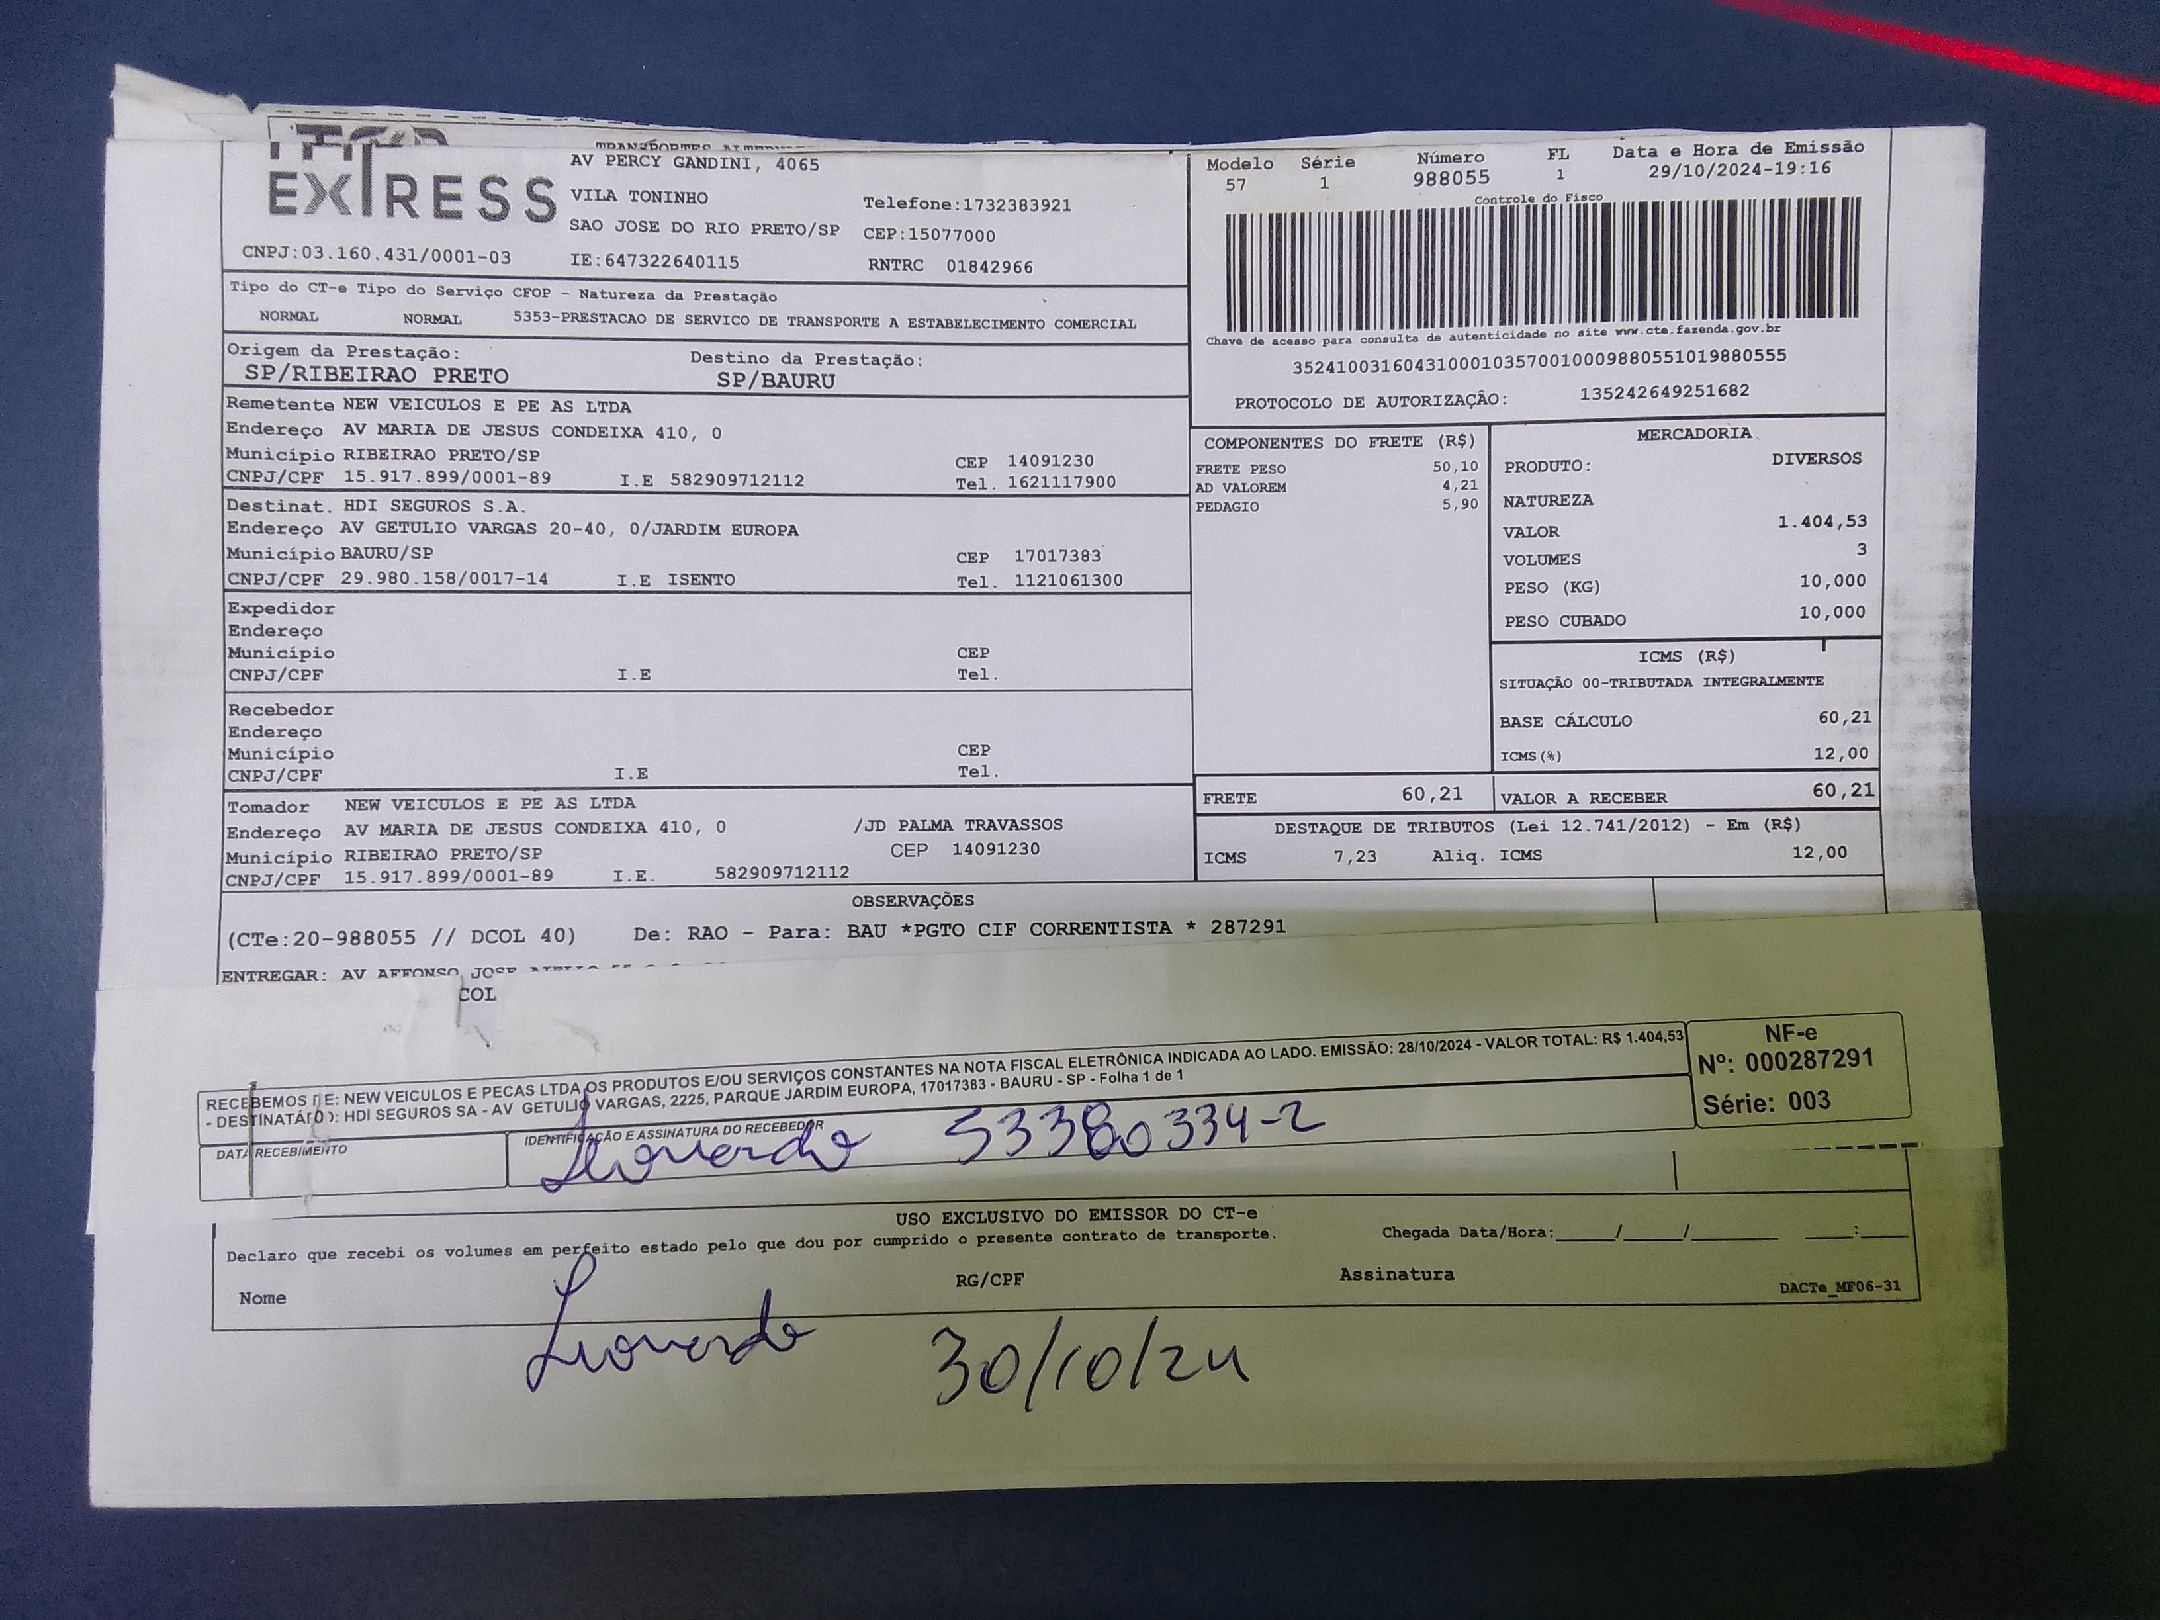 EXTRESS
AV PERCY GANDINI, 4065
VILA TONINHO Telefone:1732383921
SAO JOSE DO RIO PRETO/SP CEP:15077000
CNPJ:03.160.431/0001-03 IE:647322640115 RNTRC 01842966
Modelo Série Número FL Data e Hora de Emissão
57 1 988055 1 29/10/2024-19:16
Controle do Fisco
Chave de acesso para consulta de autenticidade no site www.cte.fazenda.gov.br
35241003160431000103570010009880551019880555
PROTOCOLO DE AUTORIZAÇÂO: 135242649251682
Tipo do CT-e Tipo do Serviço CFOP - Natureza da Prestação
NORMAL NORMAL 5353-PRESTACAO DE SERVICO DE TRANSPORTE A ESTABELECIMENTO COMERCIAL
Origem da Prestação: Destino da Prestação:
SP/RIBEIRAO PRETO SP/BAURU
Remetente NEW VEICULOS E PE AS LTDA
Endereço AV MARIA DE JESUS CONDEIXA 410, 0
Município RIBEIRAO PRETO/SP CEP 14091230
CNPJ/CPF 15.917.899/0001-89 I.E 582909712112 Tel. 1621117900
Destinat. HDI SEGUROS S.A.
Endereço AV GETULIO VARGAS 20-40, 0/JARDIM EUROPA
Município BAURU/SP CEP 17017383
CNPJ/CPF 29.980.158/0017-14 I.E ISENTO Tel. 1121061300
Expedidor
Endereço
Município CEP
CNPJ/CPF I.E Tel.
Recebedor
Endereço
Município CEP
CNPJ/CPF I.E Tel.
Tomador NEW VEICULOS E PE AS LTDA
Endereço AV MARIA DE JESUS CONDEIXA 410, 0 /JD PALMA TRAVASSOS
Município RIBEIRAO PRETO/SP CEP 14091230
CNPJ/CPF 15.917.899/0001-89 I.E. 582909712112
COMPONENTES DO FRETE (R$)
FRETE PESO 50,10
AD VALOREM 4,21
PEDAGIO 5,90
MERCADORIA
PRODUTO: DIVERSOS
NATUREZA
VALOR 1.404,53
VOLUMES 3
PESO (KG) 10,000
PESO CUBADO 10,000
ICMS (R$)
SITUAÇÃO 00-TRIBUTADA INTEGRALMENTE
BASE CÁLCULO 60,21
ICMS(%) 12,00
FRETE 60,21 VALOR A RECEBER 60,21
DESTAQUE DE TRIBUTOS (Lei 12.741/2012) - Em (R$)
ICMS 7,23 Aliq. ICMS 12,00
OBSERVAÇÕES
(CTe:20-988055 // DCOL 40) De: RAO - Para: BAU *PGTO CIF CORRENTISTA * 287291
ENTREGAR: AV AFFONSO JOSE
COL
RECEBEMOS DE: NEW VEICULOS E PECAS LTDA OS PRODUTOS E/OU SERVIÇOS CONSTANTES NA NOTA FISCAL ELETRÔNICA INDICADA AO LADO. EMISSÃO: 28/10/2024 - VALOR TOTAL: R$ 1.404,53
- DESTINATÁRIO: HDI SEGUROS SA - AV GETULIO VARGAS, 2225, PARQUE JARDIM EUROPA, 17017383 - BAURU - SP - Folha 1 de 1
NF-e
Nº: 000287291
Série: 003
DATA RECEBIMENTO IDENTIFICAÇÃO E ASSINATURA DO RECEBEDOR
Leonardo 53380334-2
USO EXCLUSIVO DO EMISSOR DO CT-e
Declaro que recebi os volumes em perfeito estado pelo que dou por cumprido o presente contrato de transporte. Chegada Data/Hora:_____/_____/_______ ____:____
Nome RG/CPF Assinatura
DACTe_MF06-31
Leonardo 30/10/24